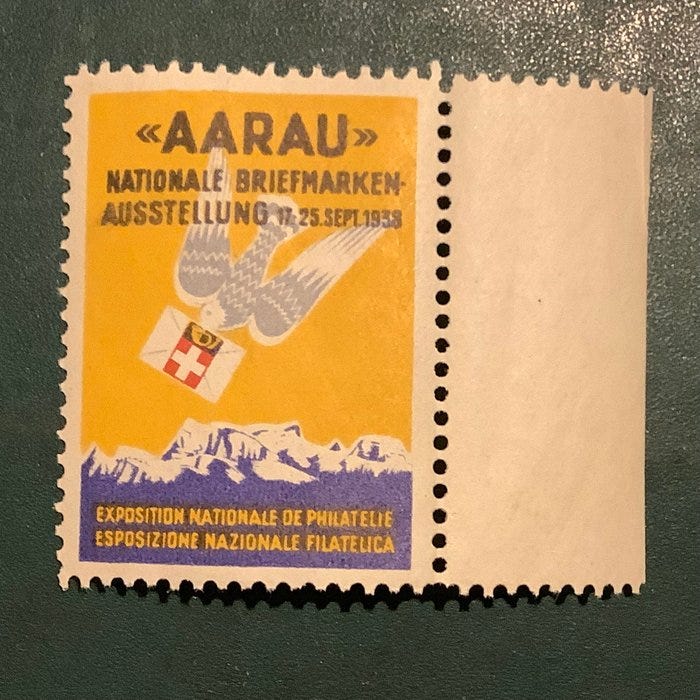 «AARAU»
NATIONALE BRIEFMARKEN-
AUSSTELLUNG 17.25.SEPT.1938
EXPOSITION NATIONALE DE PHILATELIE
ESPOSIZIONE NAZIONALE FILATELICA